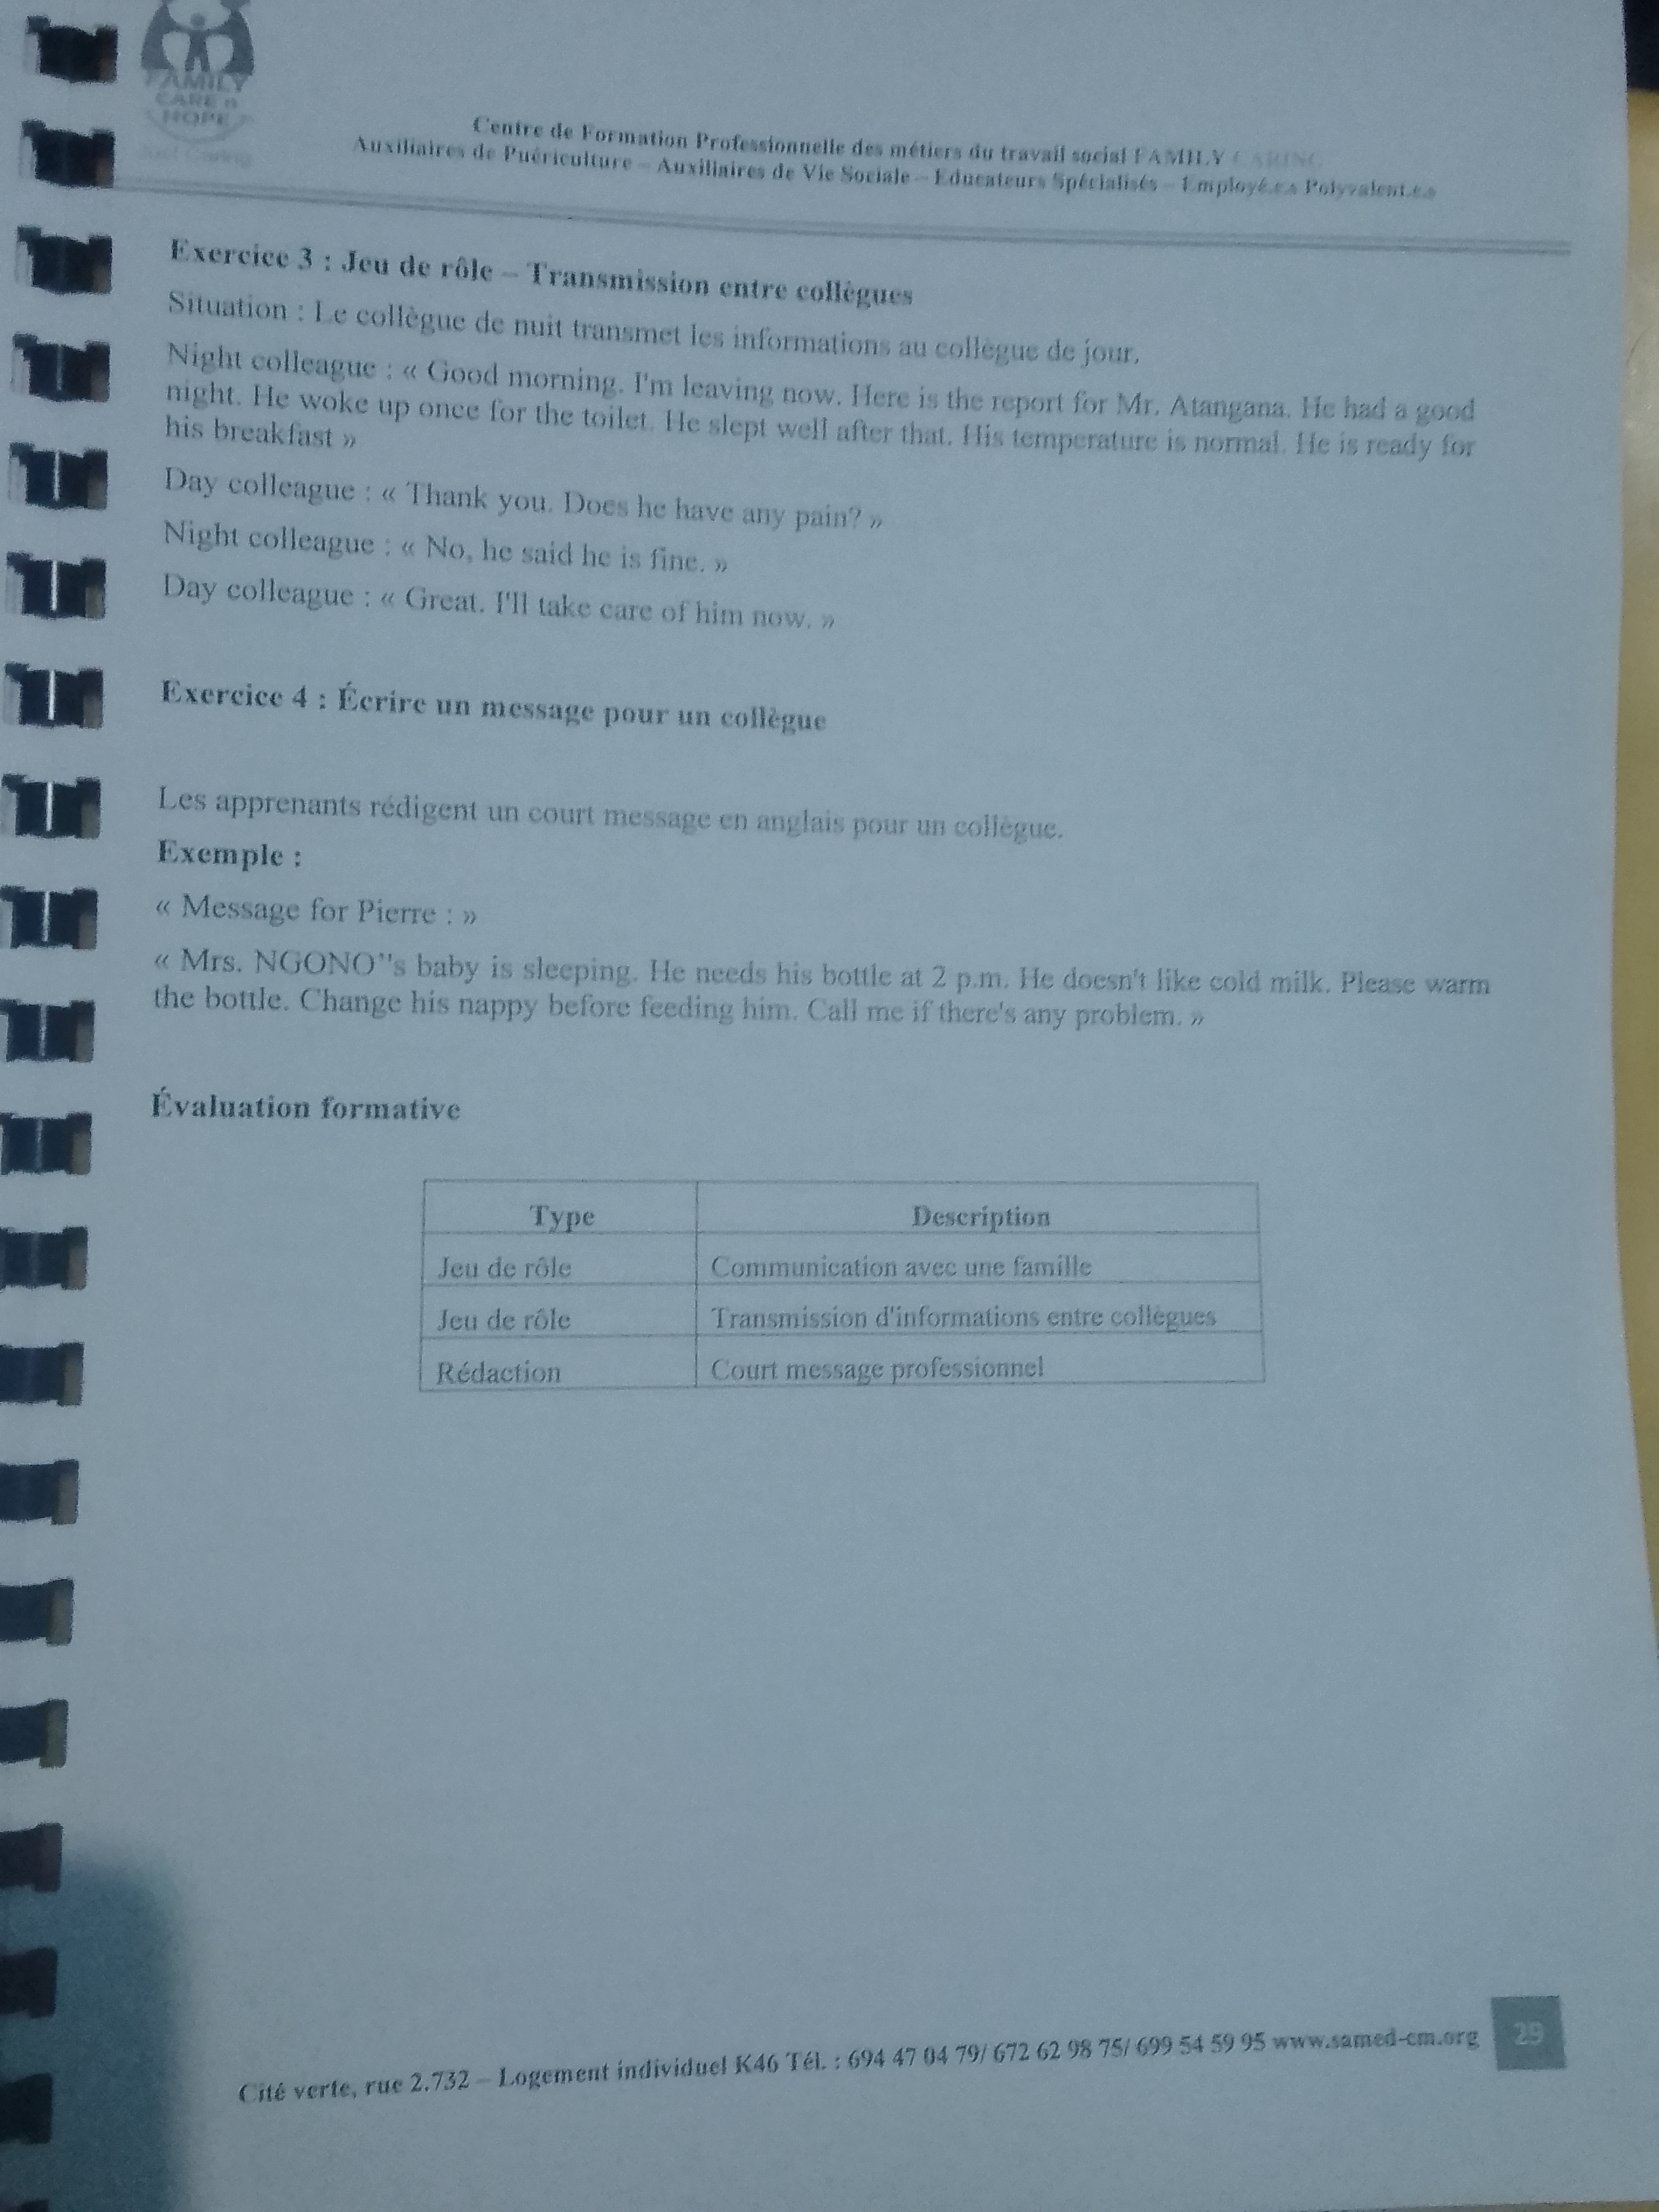 FAMILY
CARE n
HOPE
Centre de Formation Professionnelle des métiers du travail social FAMILY CARING
Auxiliaires de Puériculture – Auxiliaires de Vie Sociale – Educateurs Spécialisés – Employé.e.s Polyvalent.e.s
Exercice 3 : Jeu de rôle – Transmission entre collègues
Situation : Le collègue de nuit transmet les informations au collègue de jour.
Night colleague : « Good morning. I'm leaving now. Here is the report for Mr. Atangana. He had a good
night. He woke up once for the toilet. He slept well after that. His temperature is normal. He is ready for
his breakfast »
Day colleague : « Thank you. Does he have any pain? »
Night colleague : « No, he said he is fine. »
Day colleague : « Great. I'll take care of him now. »
Exercice 4 : Écrire un message pour un collègue
Les apprenants rédigent un court message en anglais pour un collègue.
Exemple :
« Message for Pierre : »
« Mrs. NGONO"s baby is sleeping. He needs his bottle at 2 p.m. He doesn't like cold milk. Please warm
the bottle. Change his nappy before feeding him. Call me if there's any problem. »
Évaluation formative
Type Description
Jeu de rôle Communication avec une famille
Jeu de rôle Transmission d'informations entre collègues
Rédaction Court message professionnel
Cité verte, rue 2.732 – Logement individuel K46 Tél. : 694 47 04 79/ 672 62 98 75/ 699 54 59 95 www.samed-cm.org
29